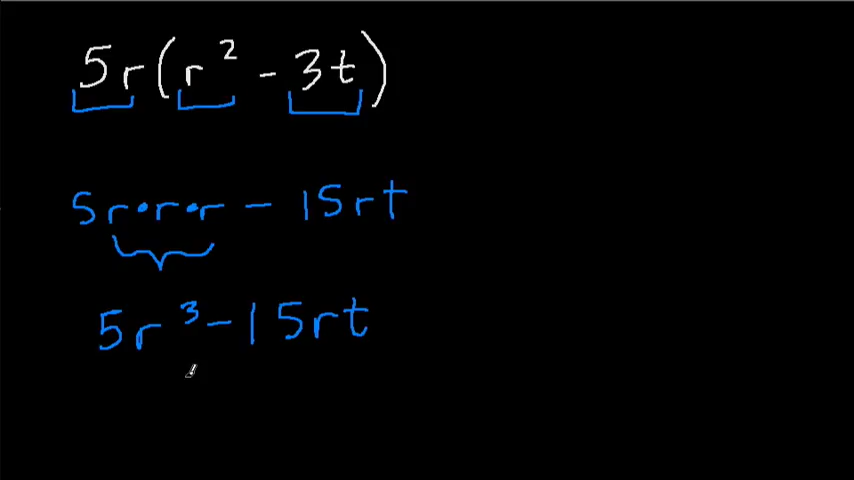 5r(r² - 3t)
5r•r•r - 15rt
5r³ - 15rt